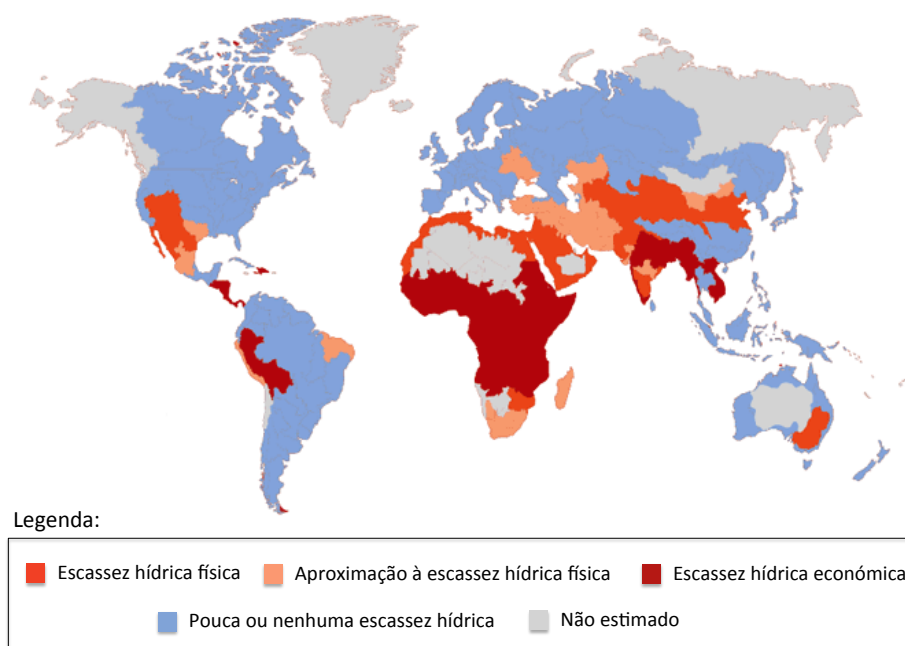 Legenda:
Escassez hídrica física Aproximação à escassez hídrica física Escassez hídrica económica
Pouca ou nenhuma escassez hídrica Não estimado